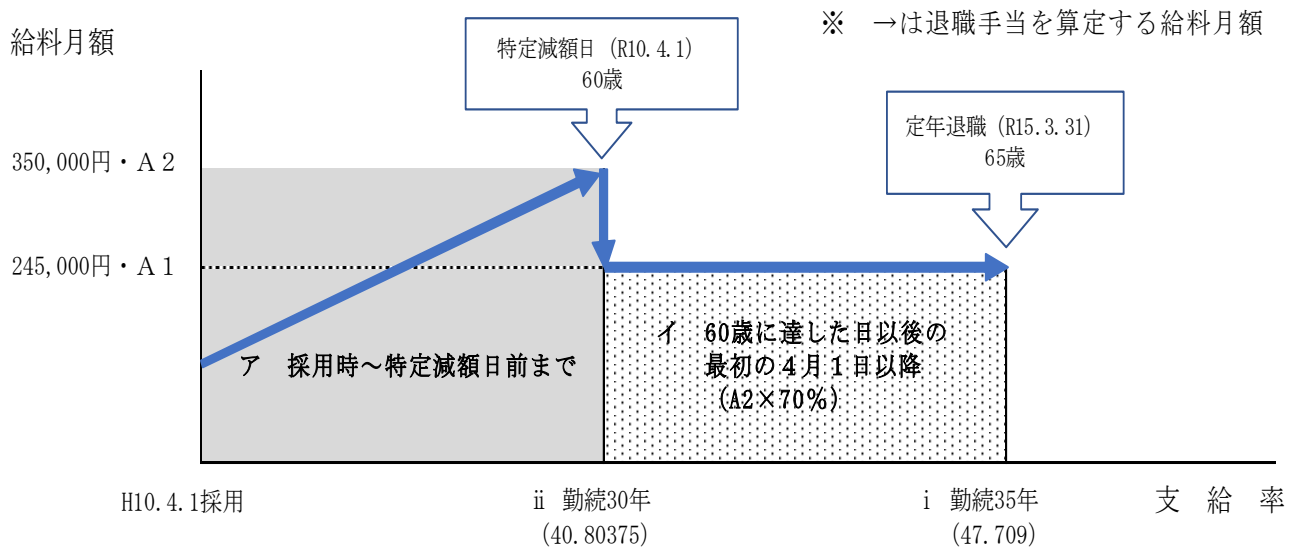 ※　→は退職手当を算定する給料月額
給料月額
特定減額日（R10.4.1）
60歳
定年退職（R15.3.31）
65歳
350,000円・Ａ２
245,000円・Ａ１
ア　採用時～特定減額日前まで
イ　60歳に達した日以後の
最初の４月１日以降
（A2×70%）
H10.4.1採用
ⅱ 勤続30年
(40.80375)
ⅰ 勤続35年
(47.709)
支　給　率